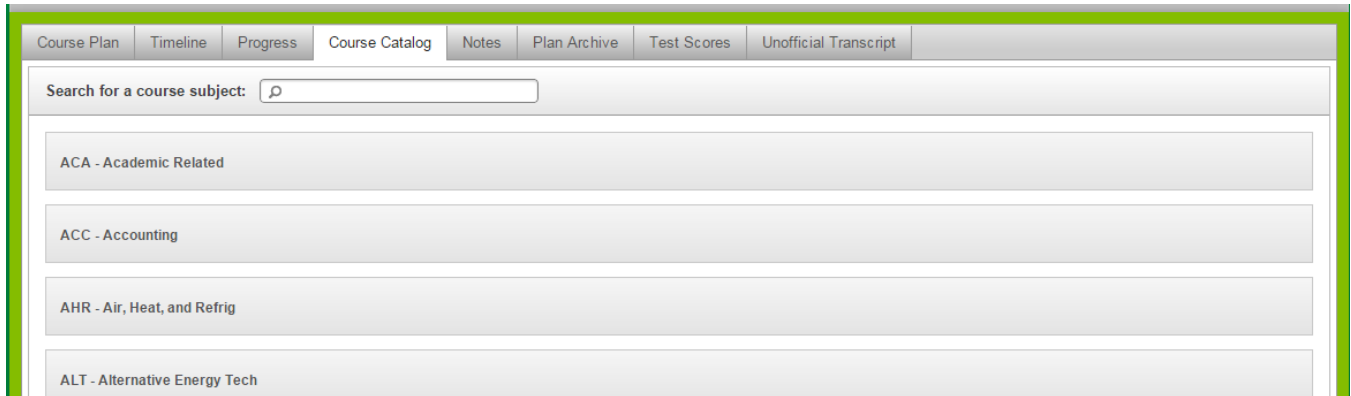 Course Plan Timeline Progress Course Catalog Notes Plan Archive Test Scores Unofficial Transcript
Search for a course subject:
ACA - Academic Related
ACC - Accounting
AHR - Air, Heat, and Refrig
ALT - Alternative Energy Tech